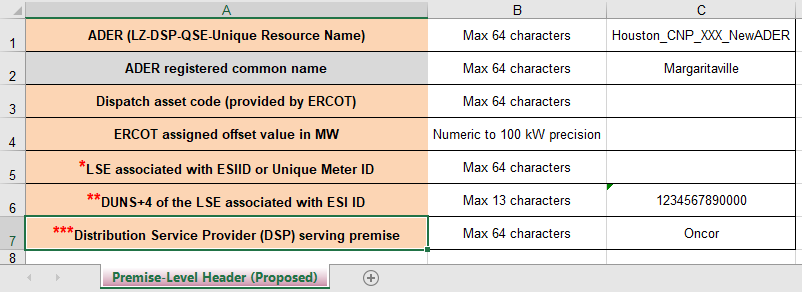 A B C
1 ADER (LZ-DSP-QSE-Unique Resource Name) Max 64 characters Houston_CNP_XXX_NewADER
2 ADER registered common name Max 64 characters Margaritaville
3 Dispatch asset code (provided by ERCOT) Max 64 characters
4 ERCOT assigned offset value in MW Numeric to 100 kW precision
5 *LSE associated with ESIID or Unique Meter ID Max 64 characters
6 **DUNS+4 of the LSE associated with ESI ID Max 13 characters 1234567890000
7 ***Distribution Service Provider (DSP) serving premise Max 64 characters Oncor
8
Premise-Level Header (Proposed)